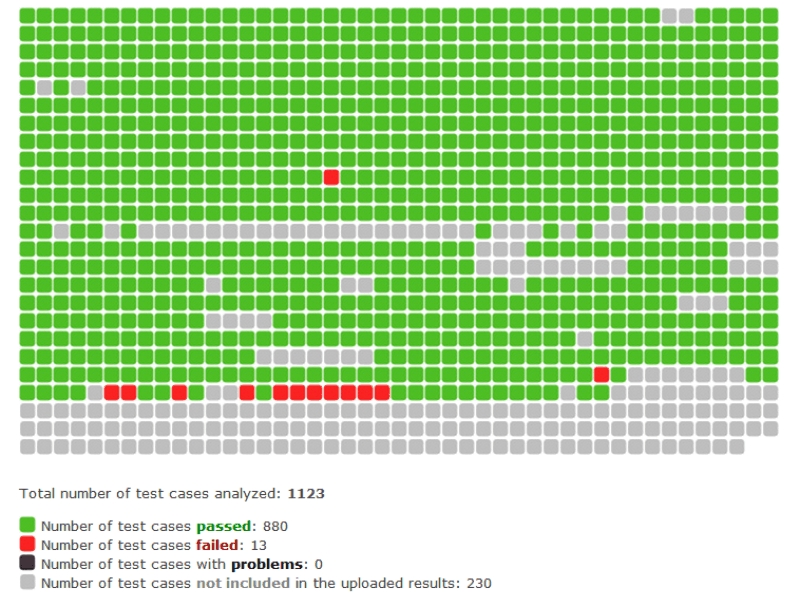 Total number of test cases analyzed: 1123
Number of test cases passed: 880
Number of test cases failed: 13
Number of test cases with problems: 0
Number of test cases not included in the uploaded results: 230